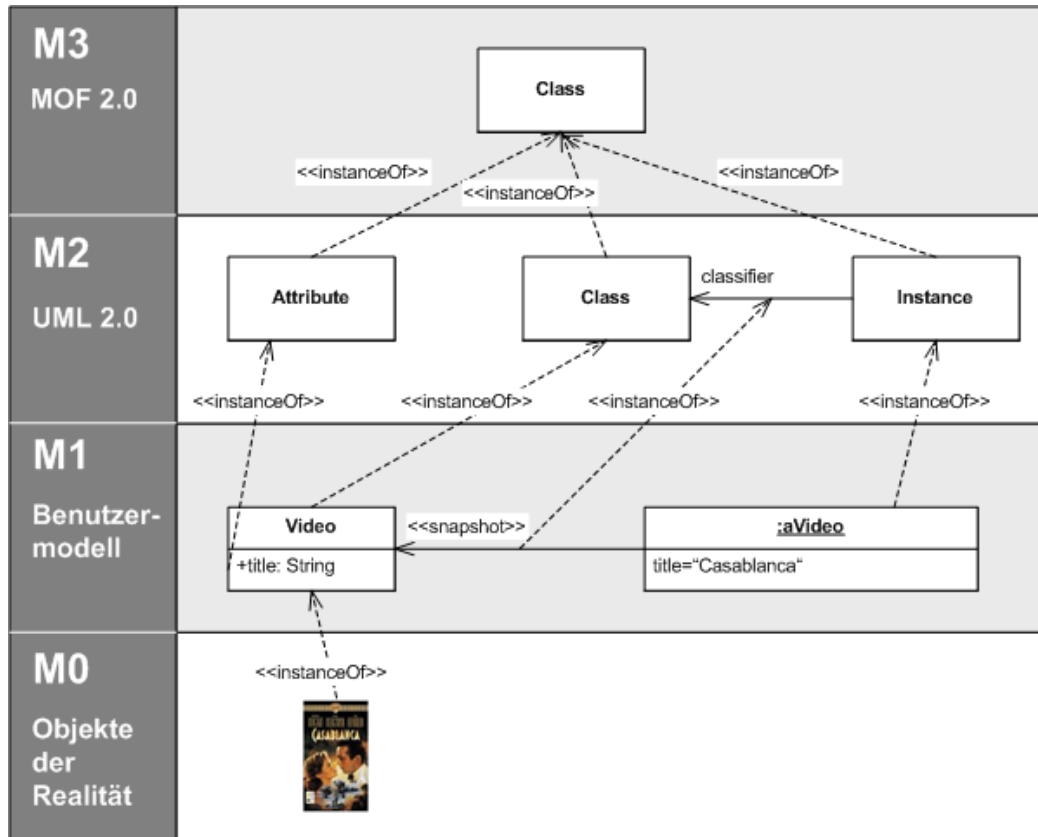 M3
MOF 2.0
Class
<<instanceOf>>
<<instanceOf>>
<<instanceOf>
M2
UML 2.0
Attribute
Class
classifier
Instance
<<instanceOf>>
<<instanceOf>>
<<instanceOf>>
<<instanceOf>>
M1
Benutzer-
modell
Video
+title: String
<<snapshot>>
:aVideo
title=“Casablanca“
M0
Objekte
der
Realität
<<instanceOf>>
CASABLANCA